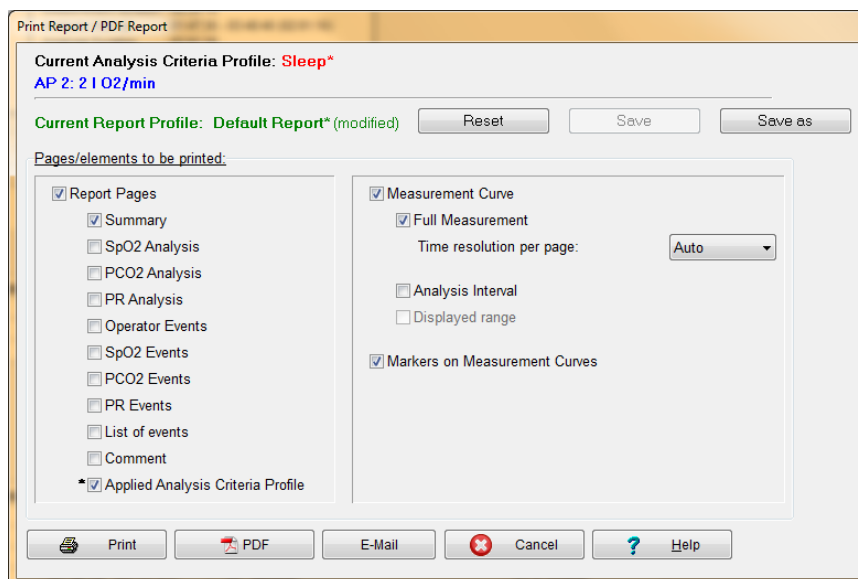 Print Report / PDF Report
Current Analysis Criteria Profile: Sleep*
AP 2: 2 l O2/min
Current Report Profile: Default Report* (modified)
Reset
Save
Save as
Pages/elements to be printed:
Report Pages
Summary
SpO2 Analysis
PCO2 Analysis
PR Analysis
Operator Events
SpO2 Events
PCO2 Events
PR Events
List of events
Comment
* Applied Analysis Criteria Profile
Measurement Curve
Full Measurement
Time resolution per page: Auto
Analysis Interval
Displayed range
Markers on Measurement Curves
Print
PDF
E-Mail
Cancel
? Help